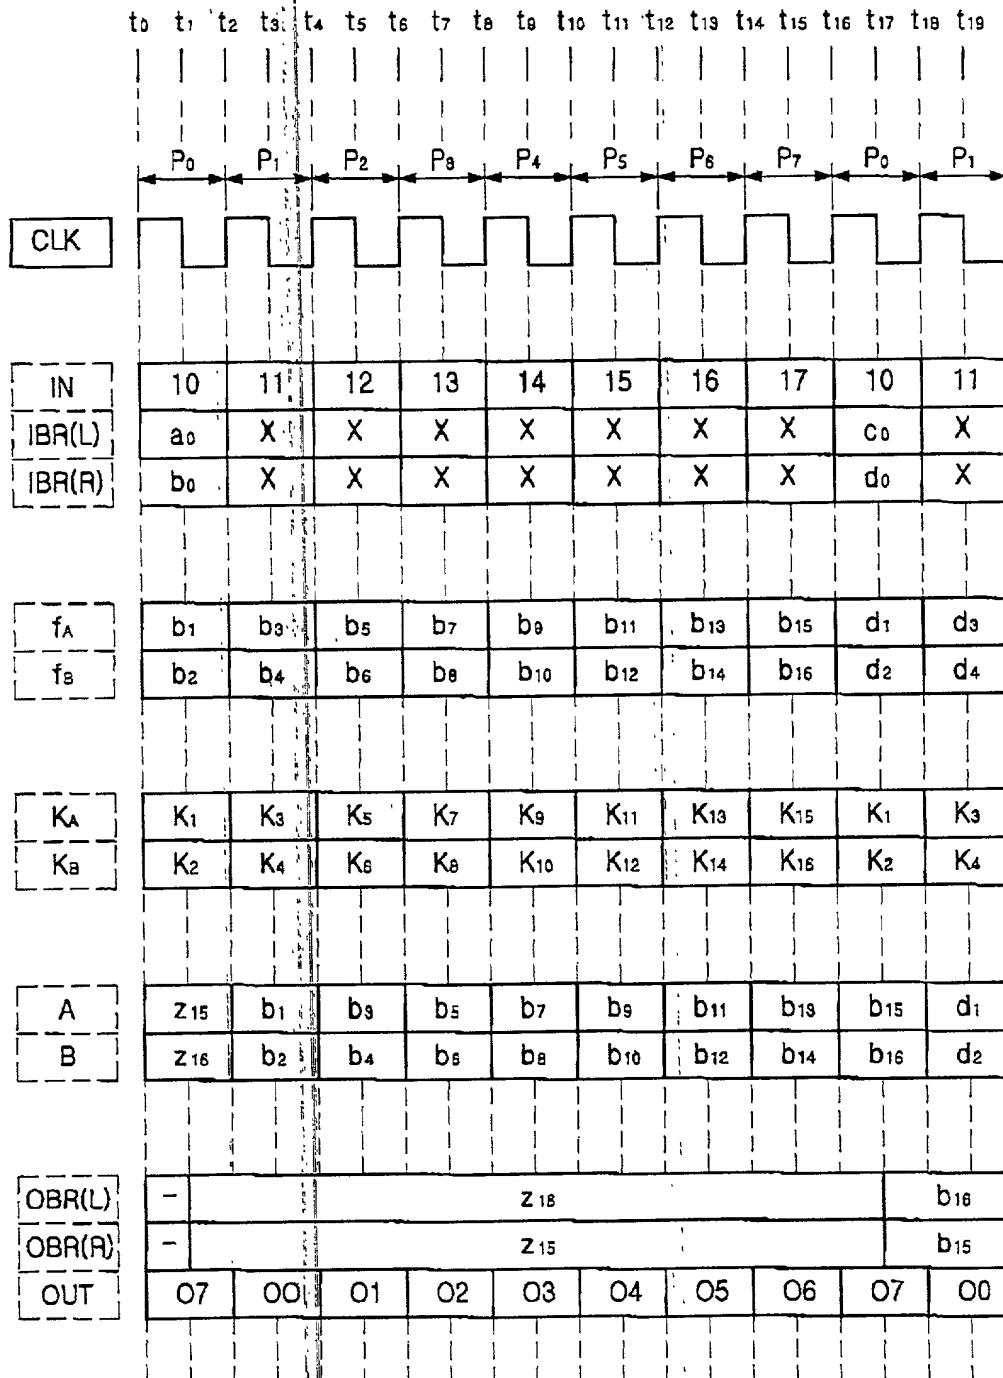 t0 t1 t2 t3 t4 t5 t6 t7 t8 t9 t10 t11 t12 t13 t14 t15 t16 t17 t18 t19
P0 P1 P2 P3 P4 P5 P6 P7 P0 P1
CLK
IN 10 11 12 13 14 15 16 17 10 11
IBR(L) a0 X X X X X X X c0 X
IBR(R) b0 X X X X X X X d0 X
fA b1 b3 b5 b7 b9 b11 b13 b15 d1 d3
fB b2 b4 b6 b8 b10 b12 b14 b16 d2 d4
KA K1 K3 K5 K7 K9 K11 K13 K15 K1 K3
KB K2 K4 K6 K8 K10 K12 K14 K16 K2 K4
A z15 b1 b3 b5 b7 b9 b11 b13 b15 d1
B z16 b2 b4 b6 b8 b10 b12 b14 b16 d2
OBR(L) - z16 b16
OBR(R) - z15 b15
OUT O7 O0 O1 O2 O3 O4 O5 O6 O7 O0